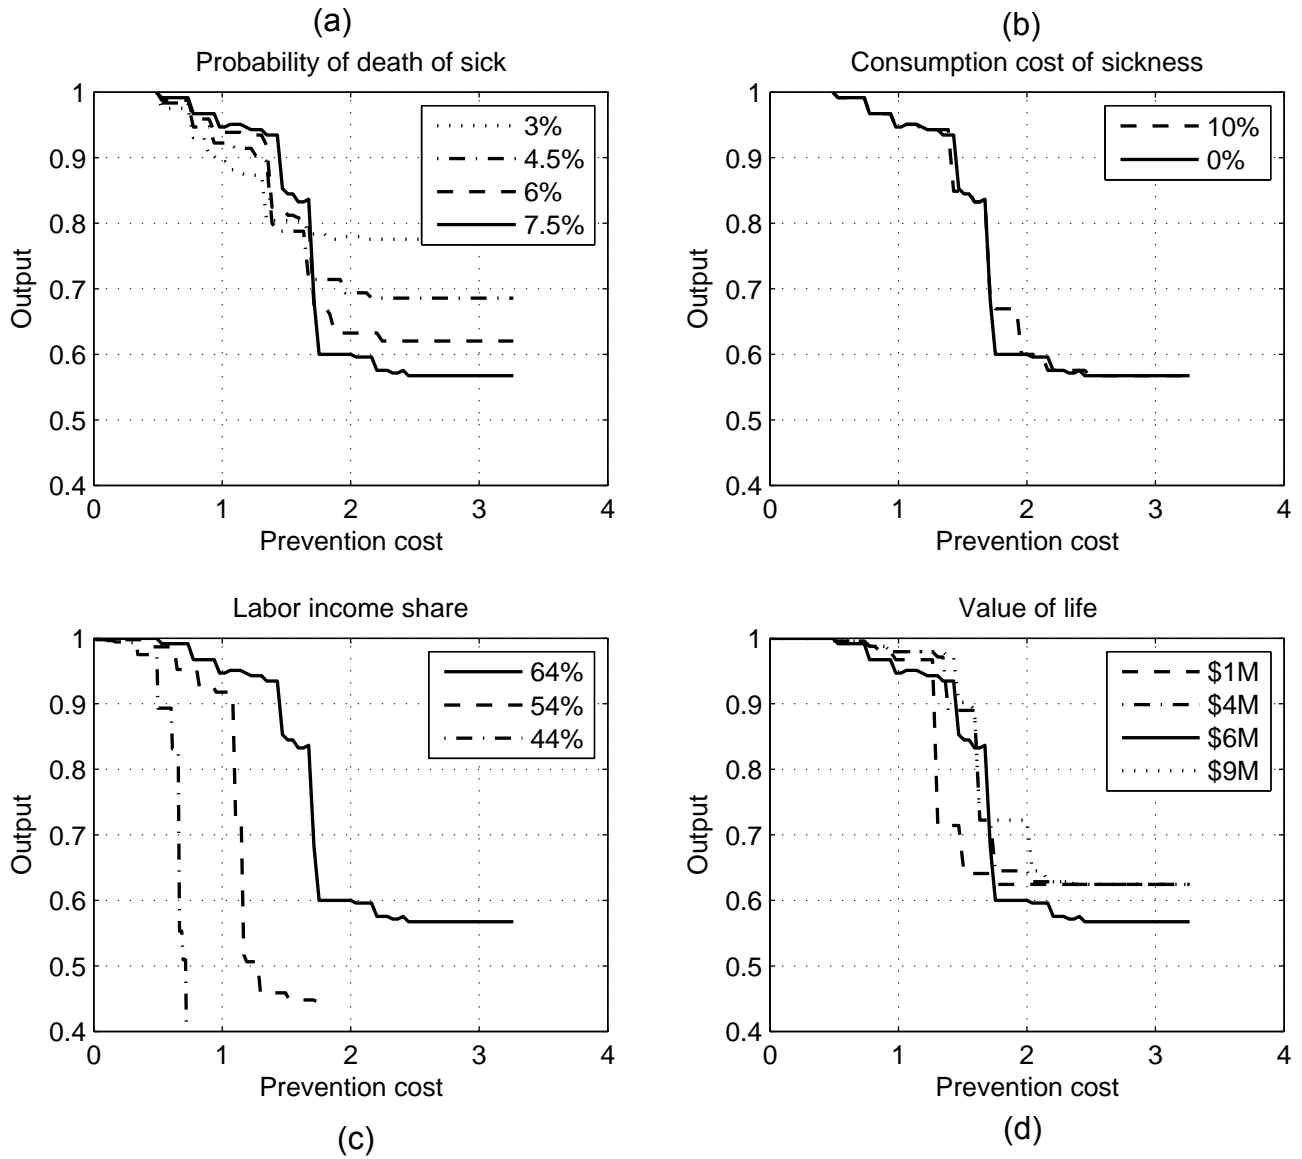 (a)
Probability of death of sick
1
0.9
0.8
0.7
0.6
0.5
0.4
Output
0 1 2 3 4
Prevention cost
3%
4.5%
6%
7.5%
(b)
Consumption cost of sickness
1
0.9
0.8
0.7
0.6
0.5
0.4
Output
0 1 2 3 4
Prevention cost
10%
0%
Labor income share
1
0.9
0.8
0.7
0.6
0.5
0.4
Output
0 1 2 3 4
Prevention cost
64%
54%
44%
(c)
Value of life
1
0.9
0.8
0.7
0.6
0.5
0.4
Output
0 1 2 3 4
Prevention cost
$1M
$4M
$6M
$9M
(d)